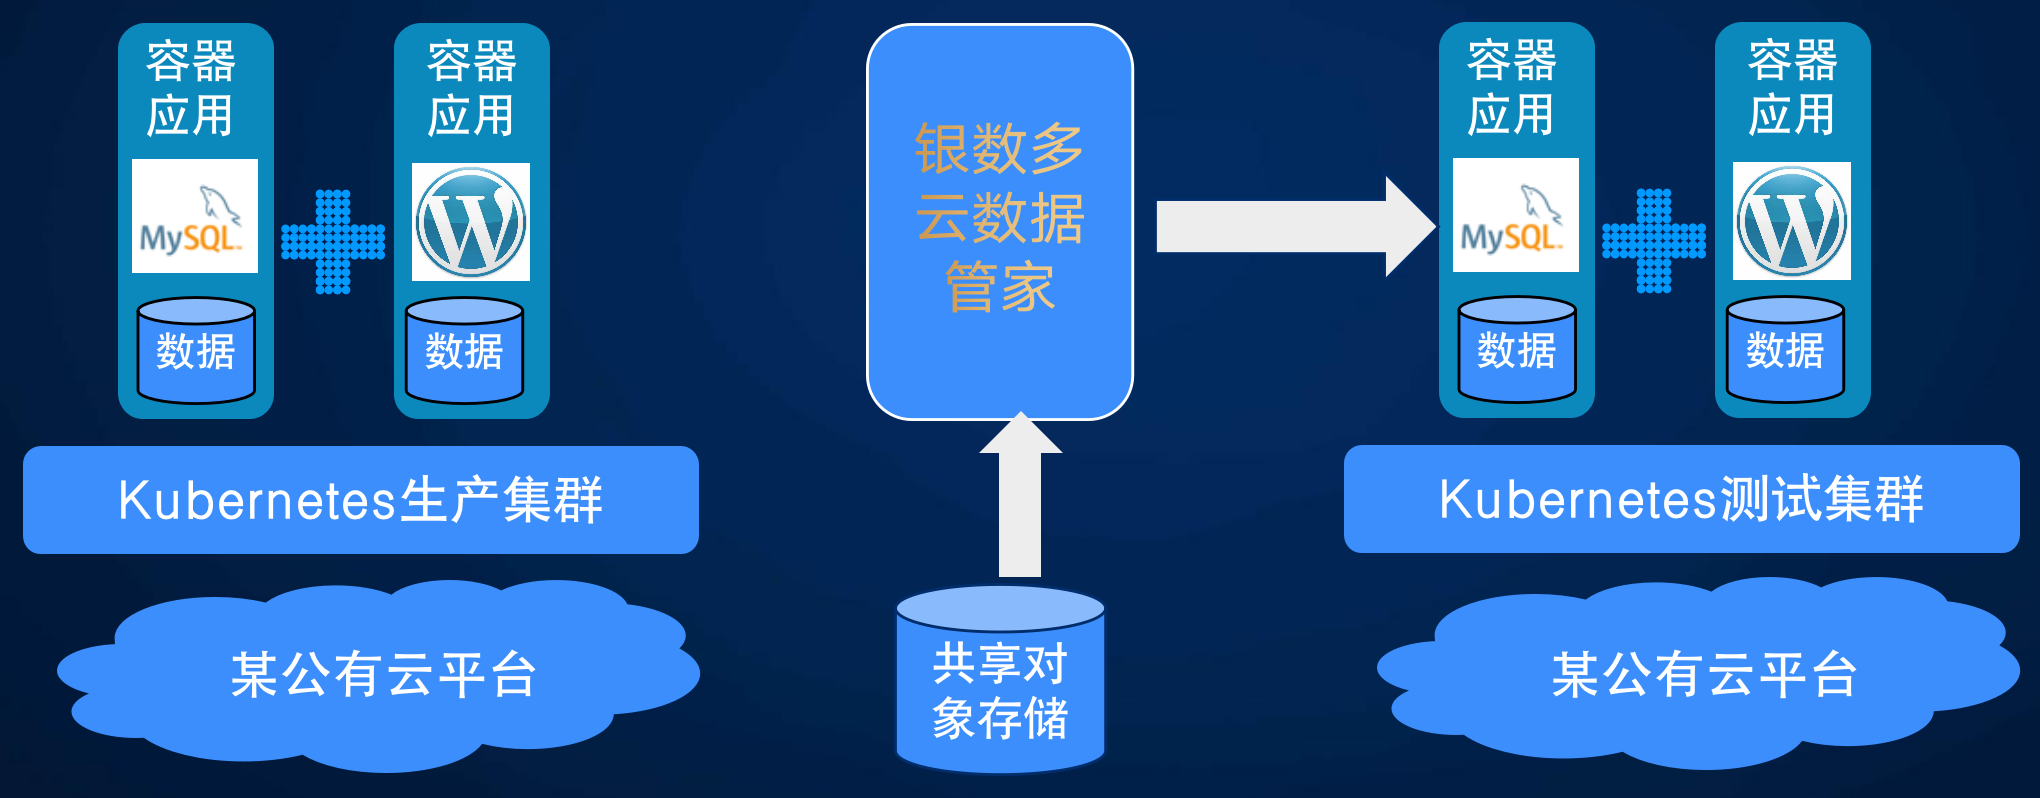 容器
应用
MySQL™
数据
容器
应用
W
数据
Kubernetes生产集群
某公有云平台
银数多
云数据
管家
共享对
象存储
容器
应用
MySQL™
数据
容器
应用
W
数据
Kubernetes测试集群
某公有云平台